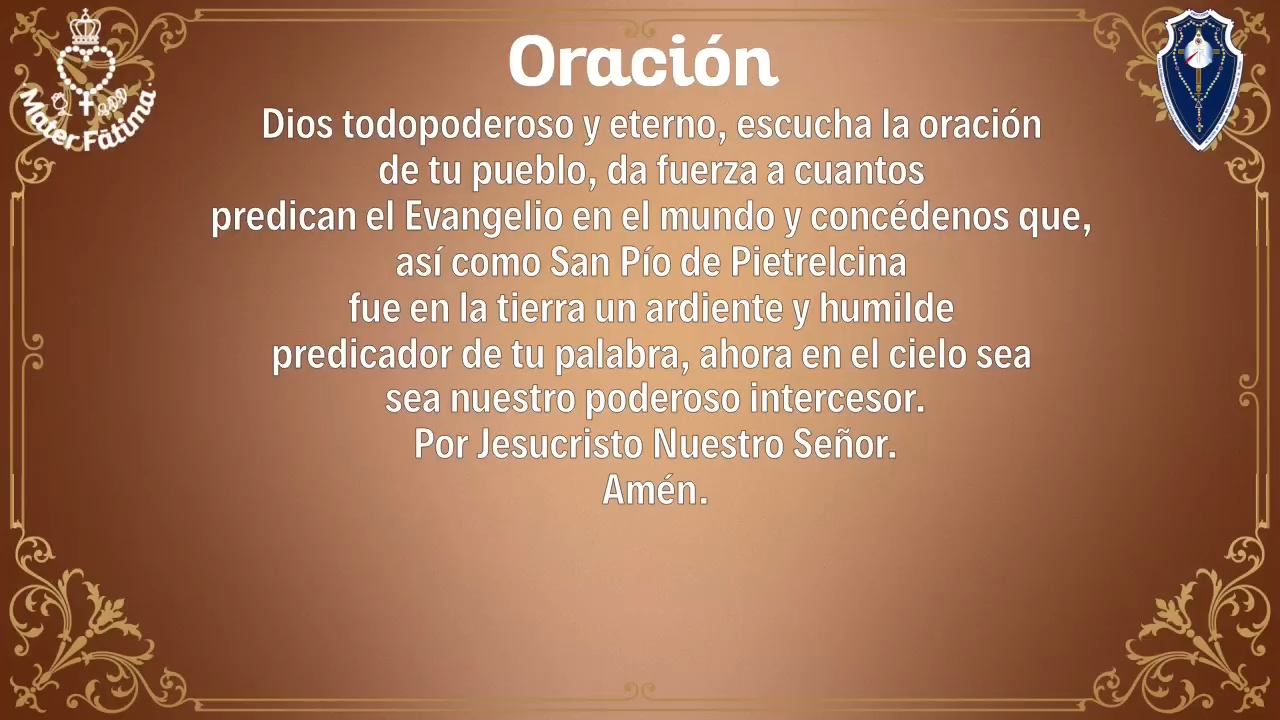 Oración
Dios todopoderoso y eterno, escucha la oración
de tu pueblo, da fuerza a cuantos
predican el Evangelio en el mundo y concédenos que,
así como San Pío de Pietrelcina
fue en la tierra un ardiente y humilde
predicador de tu palabra, ahora en el cielo sea
sea nuestro poderoso intercesor.
Por Jesucristo Nuestro Señor.
Amén.
Mater Fátima.